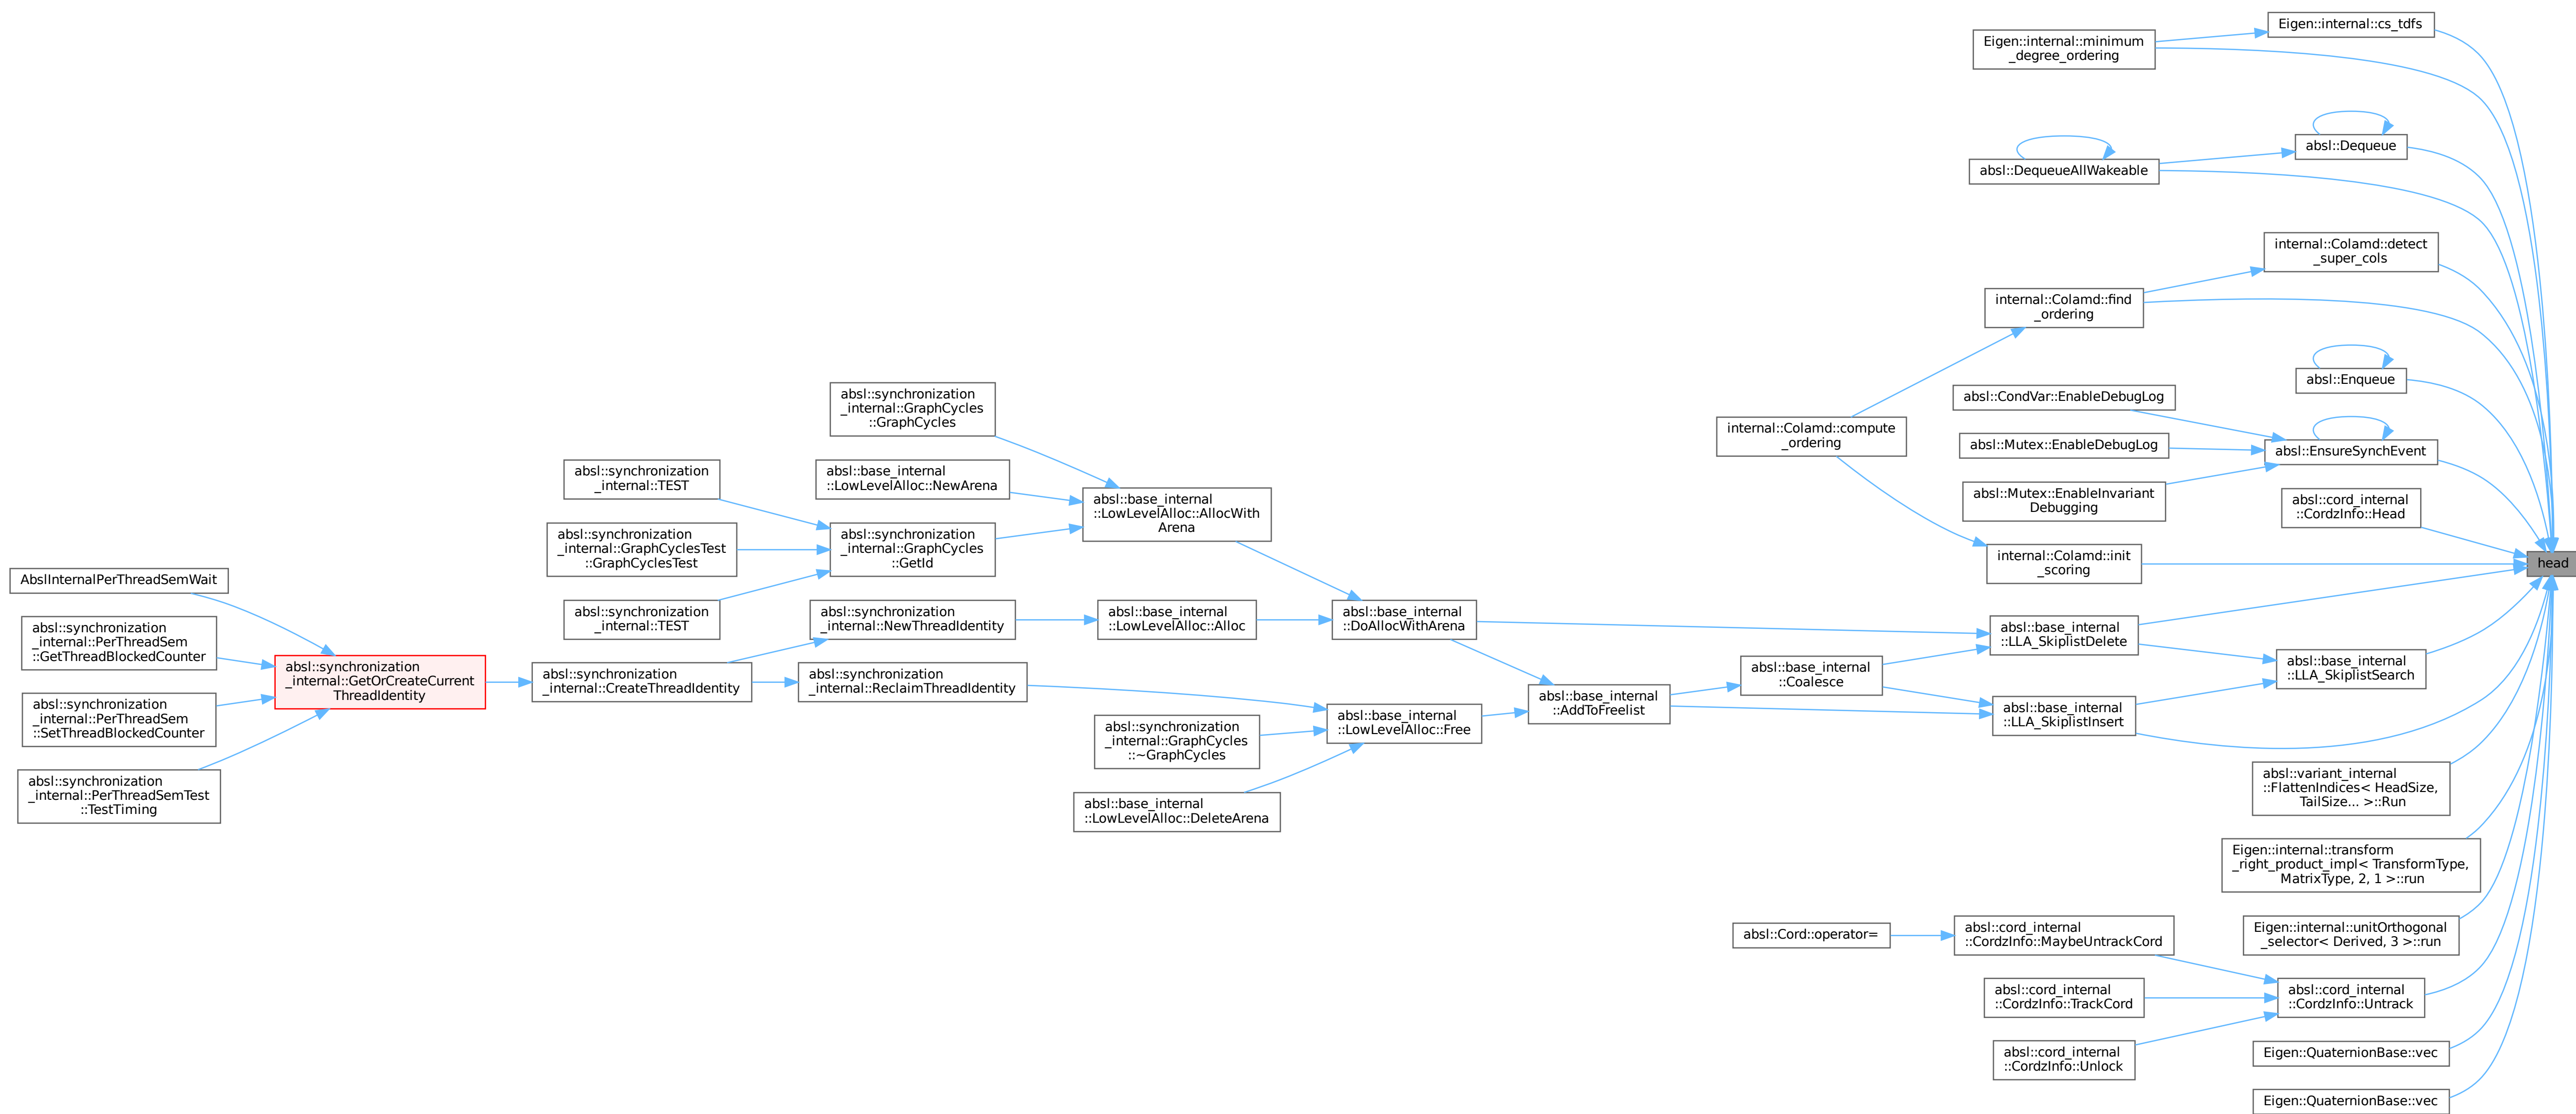 Eigen::internal::cs_tdfs
Eigen::internal::minimum
_degree_ordering
absl::Dequeue
absl::DequeueAllWakeable
internal::Colamd::detect
_super_cols
internal::Colamd::find
_ordering
absl::Enqueue
absl::CondVar::EnableDebugLog
absl::Mutex::EnableDebugLog
absl::EnsureSynchEvent
absl::Mutex::EnableInvariant
Debugging
absl::cord_internal
::CordzInfo::Head
internal::Colamd::compute
_ordering
internal::Colamd::init
_scoring
head
absl::synchronization
_internal::GraphCycles
::GraphCycles
absl::synchronization
_internal::TEST
absl::base_internal
::LowLevelAlloc::NewArena
absl::base_internal
::LowLevelAlloc::AllocWith
Arena
absl::synchronization
_internal::GraphCyclesTest
::GraphCyclesTest
absl::synchronization
_internal::GraphCycles
::GetId
absl::synchronization
_internal::TEST
absl::synchronization
_internal::NewThreadIdentity
absl::base_internal
::LowLevelAlloc::Alloc
absl::base_internal
::DoAllocWithArena
absl::base_internal
::LLA_SkiplistDelete
absl::base_internal
::LLA_SkiplistSearch
AbslInternalPerThreadSemWait
absl::synchronization
_internal::PerThreadSem
::GetThreadBlockedCounter
absl::synchronization
_internal::GetOrCreateCurrent
ThreadIdentity
absl::synchronization
_internal::CreateThreadIdentity
absl::synchronization
_internal::ReclaimThreadIdentity
absl::base_internal
::Coalesce
absl::base_internal
::AddToFreelist
absl::base_internal
::LLA_SkiplistInsert
absl::synchronization
_internal::PerThreadSem
::SetThreadBlockedCounter
absl::synchronization
_internal::GraphCycles
::~GraphCycles
absl::base_internal
::LowLevelAlloc::Free
absl::synchronization
_internal::PerThreadSemTest
::TestTiming
absl::base_internal
::LowLevelAlloc::DeleteArena
absl::variant_internal
::FlattenIndices< HeadSize,
TailSize... >::Run
Eigen::internal::transform
_right_product_impl< TransformType,
MatrixType, 2, 1 >::run
absl::Cord::operator=
absl::cord_internal
::CordzInfo::MaybeUntrackCord
Eigen::internal::unitOrthogonal
_selector< Derived, 3 >::run
absl::cord_internal
::CordzInfo::TrackCord
absl::cord_internal
::CordzInfo::Untrack
absl::cord_internal
::CordzInfo::Unlock
Eigen::QuaternionBase::vec
Eigen::QuaternionBase::vec